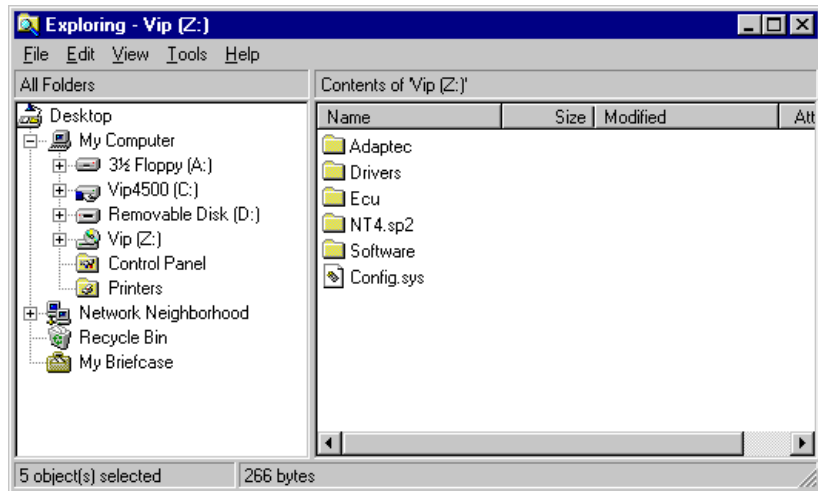 Exploring - Vip (Z:)
File Edit View Tools Help
All Folders
Contents of 'Vip (Z:)'
Desktop
My Computer
3½ Floppy (A:)
Vip4500 (C:)
Removable Disk (D:)
Vip (Z:)
Control Panel
Printers
Network Neighborhood
Recycle Bin
My Briefcase
Name Size Modified Att
Adaptec
Drivers
Ecu
NT4.sp2
Software
Config.sys
5 object(s) selected 266 bytes